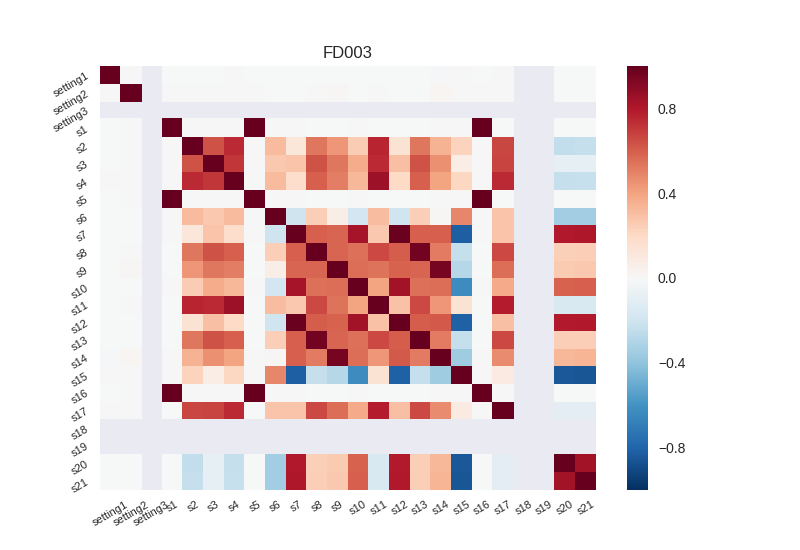 FD003
setting1
setting2
setting3
s1
s2
s3
s4
s5
s6
s7
s8
s9
s10
s11
s12
s13
s14
s15
s16
s17
s18
s19
s20
s21
setting1 setting2 setting3 s1 s2 s3 s4 s5 s6 s7 s8 s9 s10 s11 s12 s13 s14 s15 s16 s17 s18 s19 s20 s21
0.8
0.4
0.0
−0.4
−0.8